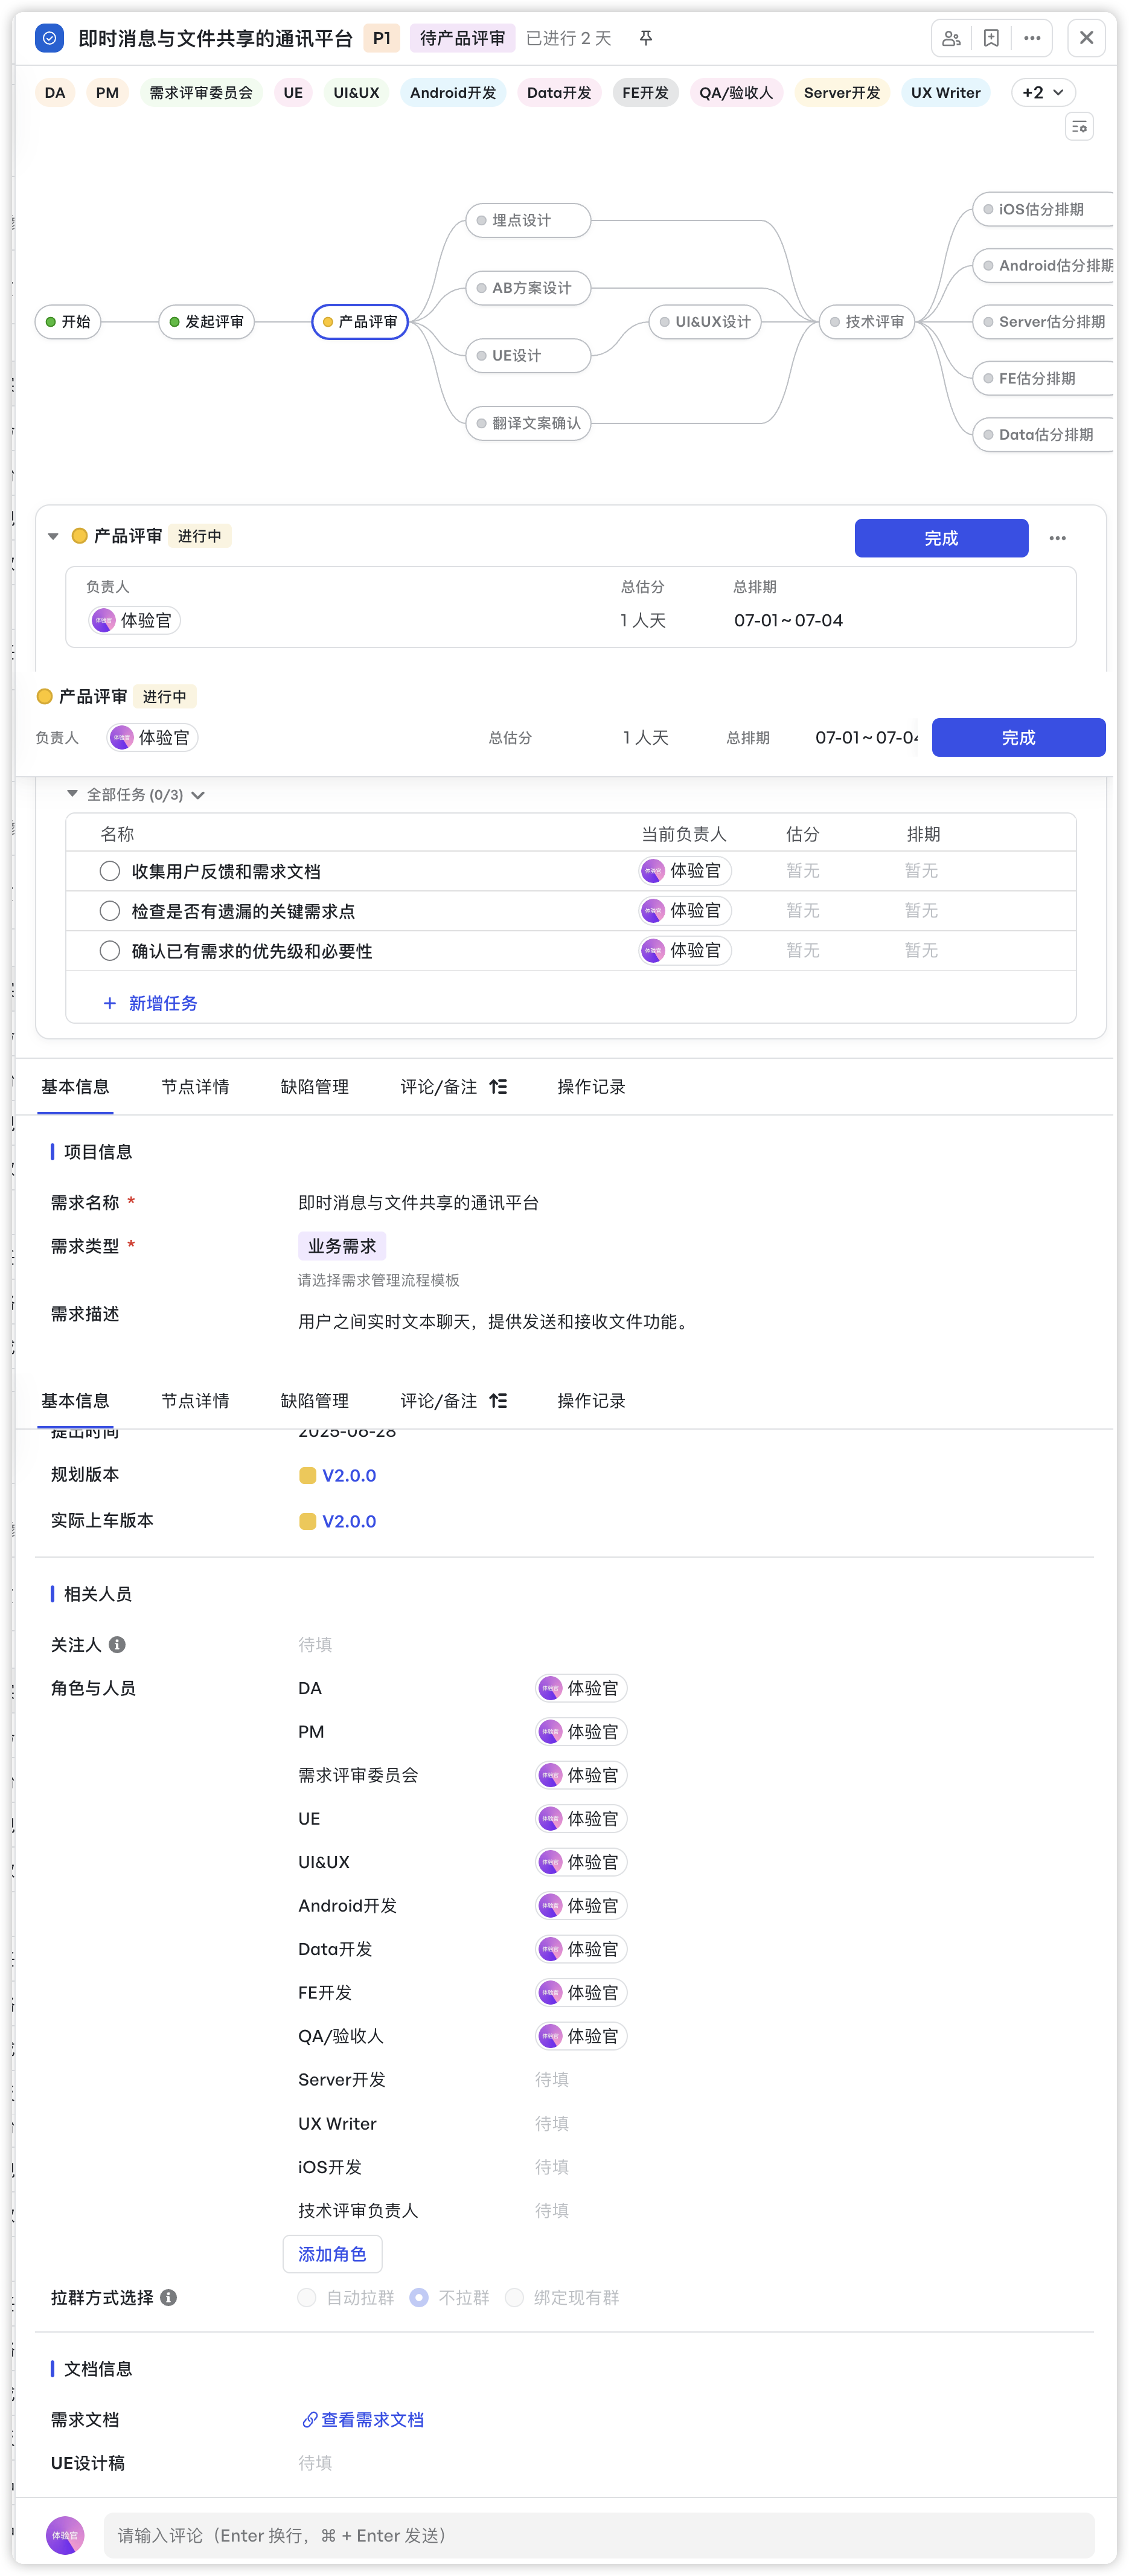 即时消息与文件共享的通讯平台 P1 待产品评审 已进行 2 天
DA PM 需求评审委员会 UE UI&UX Android开发 Data开发 FE开发 QA/验收人 Server开发 UX Writer +2
开始 发起评审 产品评审
埋点设计
AB方案设计
UE设计
翻译文案确认
UI&UX设计
技术评审
iOS估分排期
Android估分排期
Server估分排期
FE估分排期
Data估分排期
产品评审 进行中 完成
负责人 总估分 总排期
体验官 1 人天 07-01 ~ 07-04
产品评审 进行中
负责人 体验官 总估分 1 人天 总排期 07-01 ~ 07-04 完成
全部任务 (0/3)
名称 当前负责人 估分 排期
收集用户反馈和需求文档 体验官 暂无 暂无
检查是否有遗漏的关键需求点 体验官 暂无 暂无
确认已有需求的优先级和必要性 体验官 暂无 暂无
+ 新增任务
基本信息 节点详情 缺陷管理 评论/备注 操作记录
项目信息
需求名称 * 即时消息与文件共享的通讯平台
需求类型 * 业务需求
请选择需求管理流程模板
需求描述 用户之间实时文本聊天，提供发送和接收文件功能。
基本信息 节点详情 缺陷管理 评论/备注 操作记录
提出时间 2025-06-28
规划版本 V2.0.0
实际上车版本 V2.0.0
相关人员
关注人 待填
角色与人员 DA 体验官
PM 体验官
需求评审委员会 体验官
UE 体验官
UI&UX 体验官
Android开发 体验官
Data开发 体验官
FE开发 体验官
QA/验收人 体验官
Server开发 待填
UX Writer 待填
iOS开发 待填
技术评审负责人 待填
添加角色
拉群方式选择 自动拉群 不拉群 绑定现有群
文档信息
需求文档 查看需求文档
UE设计稿 待填
体验官 请输入评论（Enter 换行，⌘ + Enter 发送）